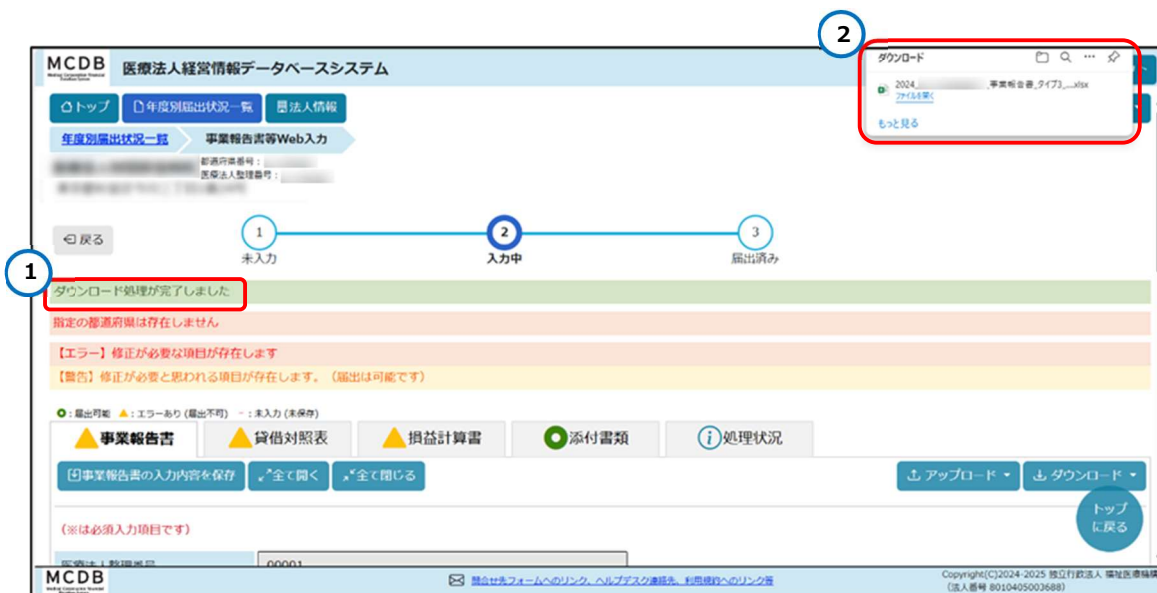 2
MCDB 医療法人経営情報データベースシステム
ダウンロード
2024_ _事業報告書_タイプ3_....xlsx
ファイルを開く
もっと見る
トップ 年度別届出状況一覧 法人情報
年度別届出状況一覧 事業報告書等Web入力
都道府県番号：
医療法人整理番号：
戻る
1 2 3
未入力 入力中 届出済み
1
ダウンロード処理が完了しました
指定の都道府県は存在しません
【エラー】修正が必要な項目が存在します
【警告】修正が必要と思われる項目が存在します。（届出は可能です）
：届出可能 ：エラーあり (届出不可) －：未入力 (未保存)
事業報告書 貸借対照表 損益計算書 添付書類 処理状況
事業報告書の入力内容を保存 全て開く 全て閉じる アップロード ダウンロード
トップ
に戻る
（※は必須入力項目です）
医療法人整理番号 00001
MCDB 問合せ先フォームへのリンク、ヘルプデスク連絡先、利用規約へのリンク等
Copyright(C)2024-2025 独立行政法人 福祉医療機構
（法人番号 8010405003688）